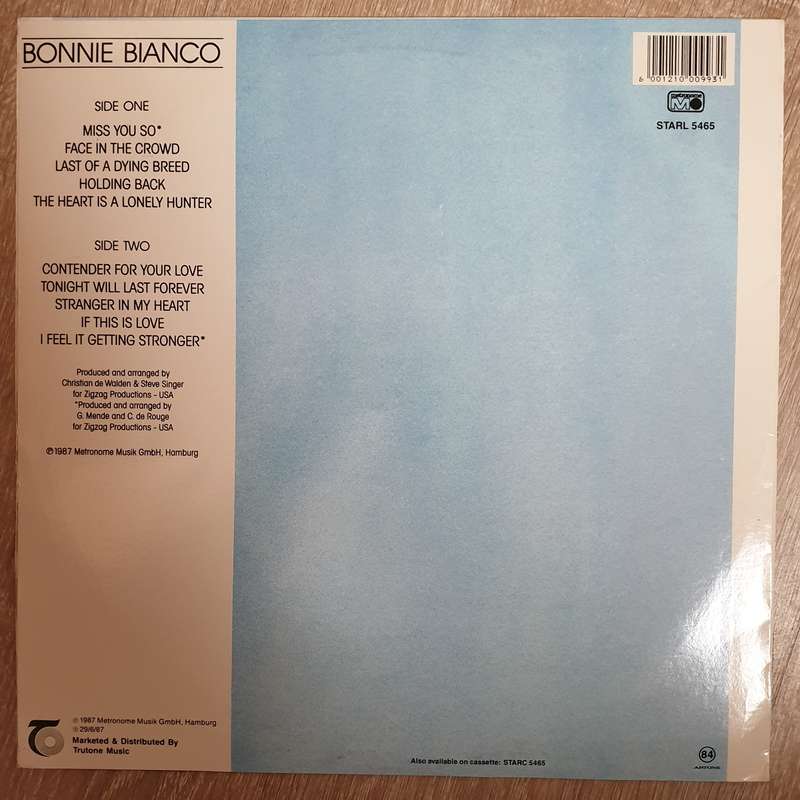 BONNIE BIANCO
SIDE ONE
MISS YOU SO*
FACE IN THE CROWD
LAST OF A DYING BREED
HOLDING BACK
THE HEART IS A LONELY HUNTER
SIDE TWO
CONTENDER FOR YOUR LOVE
TONIGHT WILL LAST FOREVER
STRANGER IN MY HEART
IF THIS IS LOVE
I FEEL IT GETTING STRONGER*
Produced and arranged by
Christian de Walden & Steve Singer
for Zigzag Productions - USA
*Produced and arranged by
G. Mende and C. de Rouge
for Zigzag Productions - USA
℗1987 Metronome Musik GmbH, Hamburg
℗ 1987 Metronome Musik GmbH, Hamburg
29/6/87
Marketed & Distributed By
Trutone Music
6 001210 009931
metronome
STARL 5465
Also available on cassette: STARC 5465
84